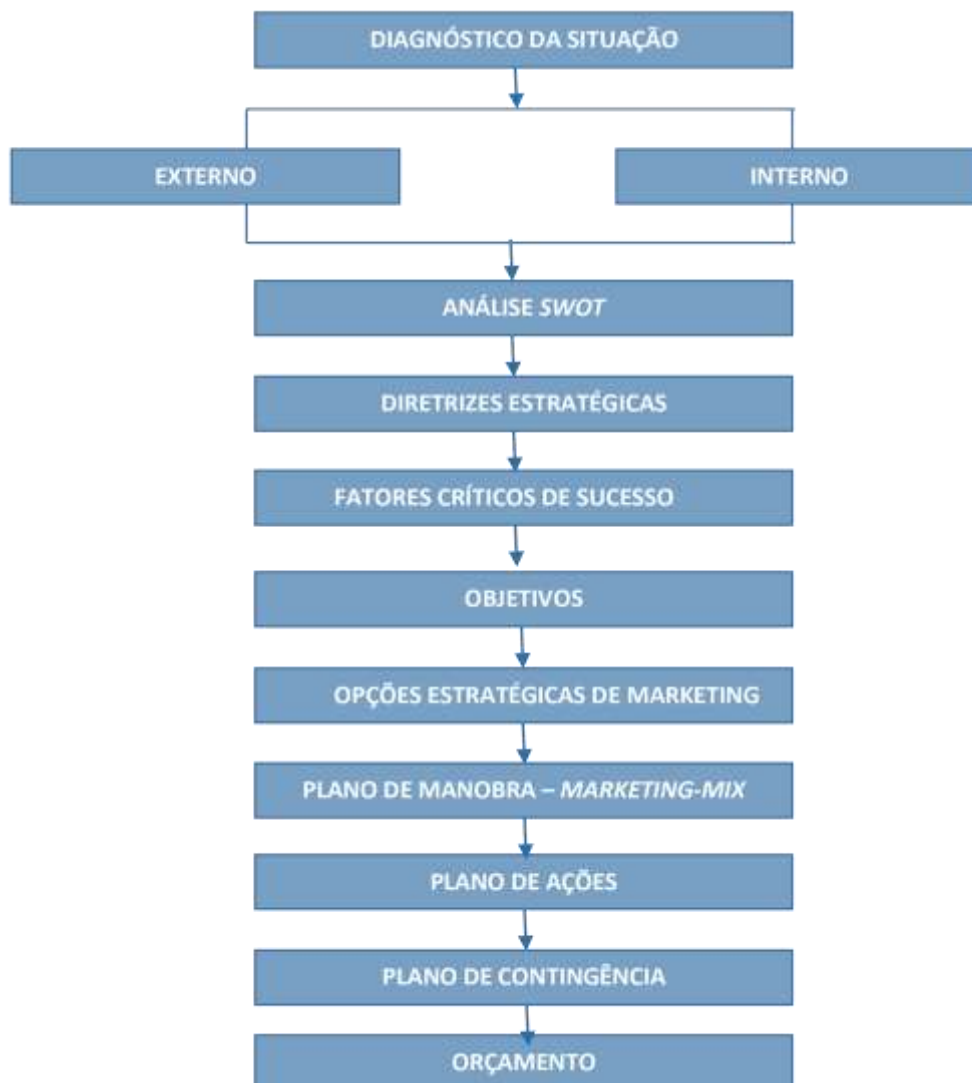 DIAGNÓSTICO DA SITUAÇÃO
EXTERNO
INTERNO
ANÁLISE SWOT
DIRETRIZES ESTRATÉGICAS
FATORES CRÍTICOS DE SUCESSO
OBJETIVOS
OPÇÕES ESTRATÉGICAS DE MARKETING
PLANO DE MANOBRA – MARKETING-MIX
PLANO DE AÇÕES
PLANO DE CONTINGÊNCIA
ORÇAMENTO